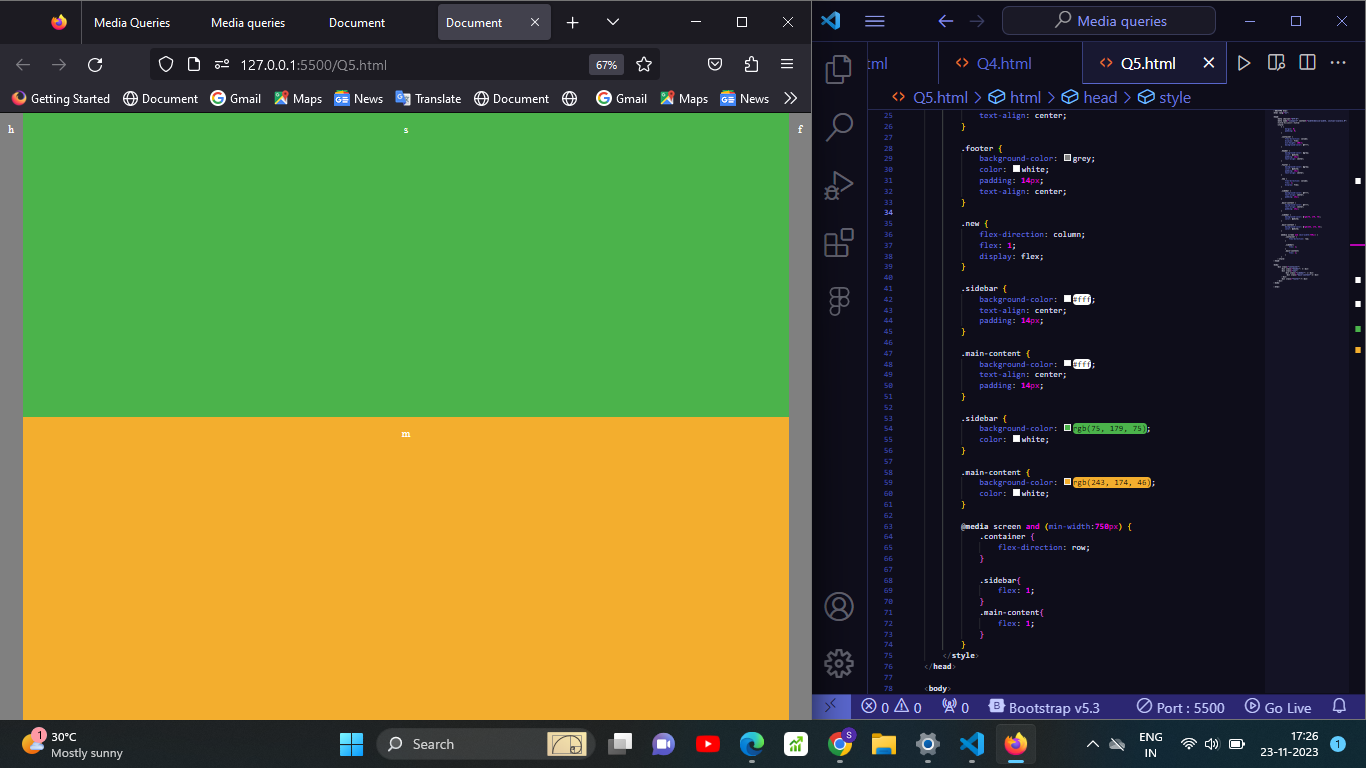 Media Queries
Media queries
Document
Document
127.0.0.1:5500/Q5.html
67%
Getting Started
Document
Gmail
Maps
News
Translate
Document
Gmail
Maps
News
h
s
f
m
Media queries
tml
Q4.html
Q5.html
Q5.html > html > head > style
25 text-align: center;
26 }
27
28 .footer {
29 background-color: grey;
30 color: white;
31 padding: 14px;
32 text-align: center;
33 }
34
35 .new {
36 flex-direction: column;
37 flex: 1;
38 display: flex;
39 }
40
41 .sidebar {
42 background-color: #fff;
43 text-align: center;
44 padding: 14px;
45 }
46
47 .main-content {
48 background-color: #fff;
49 text-align: center;
50 padding: 14px;
51 }
52
53 .sidebar {
54 background-color: rgb(75, 179, 75);
55 color: white;
56 }
57
58 .main-content {
59 background-color: rgb(243, 174, 46);
60 color: white;
61 }
62
63 @media screen and (min-width:750px) {
64 .container {
65 flex-direction: row;
66 }
67
68 .sidebar{
69 flex: 1;
70 }
71 .main-content{
72 flex: 1;
73 }
74 }
75 </style>
76 </head>
77
78 <body>
0 0 0 Bootstrap v5.3 Port : 5500 Go Live
1
30°C
Mostly sunny
Search
S
ENG
IN
17:26
23-11-2023
1